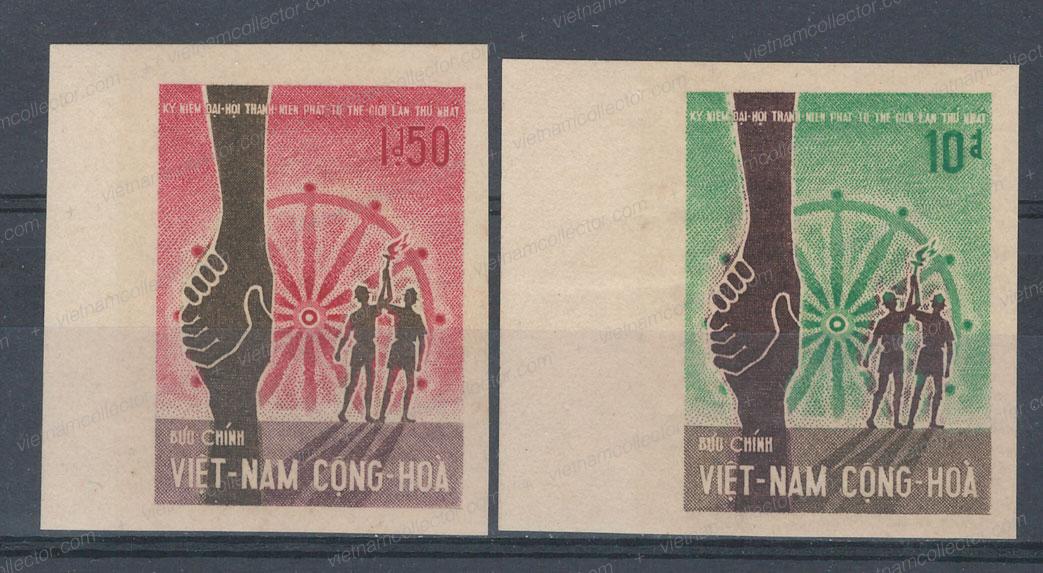 KỶ NIỆM ĐẠI-HỘI THANH-NIÊN PHẬT-TỬ THẾ GIỚI LẦN THỨ NHẤT
1đ50
BƯU CHÍNH
VIỆT-NAM CỘNG-HOÀ
KỶ NIỆM ĐẠI-HỘI THANH-NIÊN PHẬT-TỬ THẾ GIỚI LẦN THỨ NHẤT
10đ
BƯU CHÍNH
VIỆT-NAM CỘNG-HOÀ
vietnamcollector.com